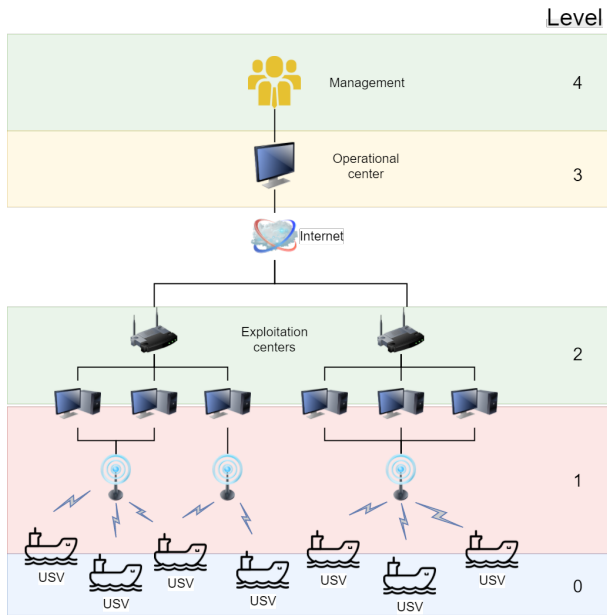 Level
Management
4
Operational
center
3
Internet
Exploitation
centers
2
1
USV
USV
USV
USV
USV
USV
USV
0